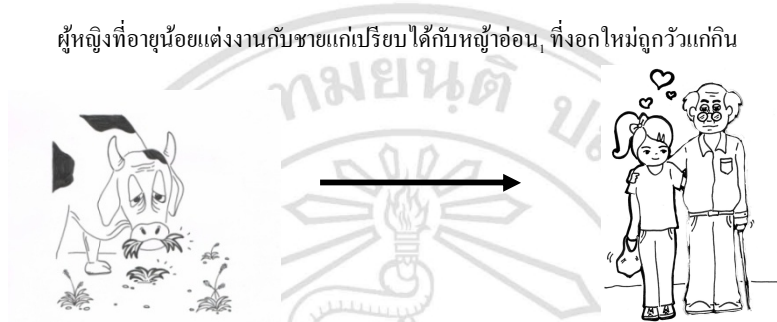 ผู้หญิงที่อายุน้อยแต่งงานกับชายแก่เปรียบได้กับหญ้าอ่อน₁ ที่งอกใหม่ถูกวัวแก่กิน